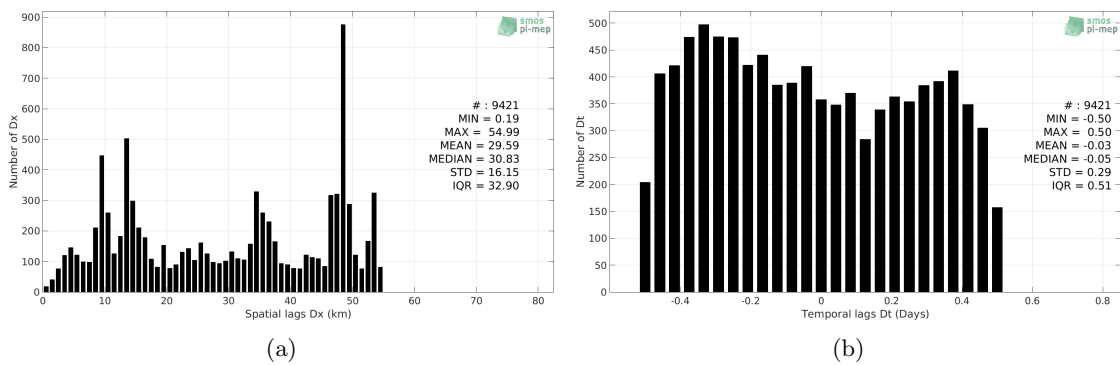 900
800
700
600
500
400
300
200
100
0
Number of Dx
0 10 20 30 40 50 60 70 80
Spatial lags Dx (km)
smos
pi-mep
# : 9421
MIN = 0.19
MAX = 54.99
MEAN = 29.59
MEDIAN = 30.83
STD = 16.15
IQR = 32.90
(a)
500
450
400
350
300
250
200
150
100
50
0
Number of Dt
-0.4 -0.2 0 0.2 0.4 0.6 0.8
Temporal lags Dt (Days)
smos
pi-mep
# : 9421
MIN = -0.50
MAX = 0.50
MEAN = -0.03
MEDIAN = -0.05
STD = 0.29
IQR = 0.51
(b)